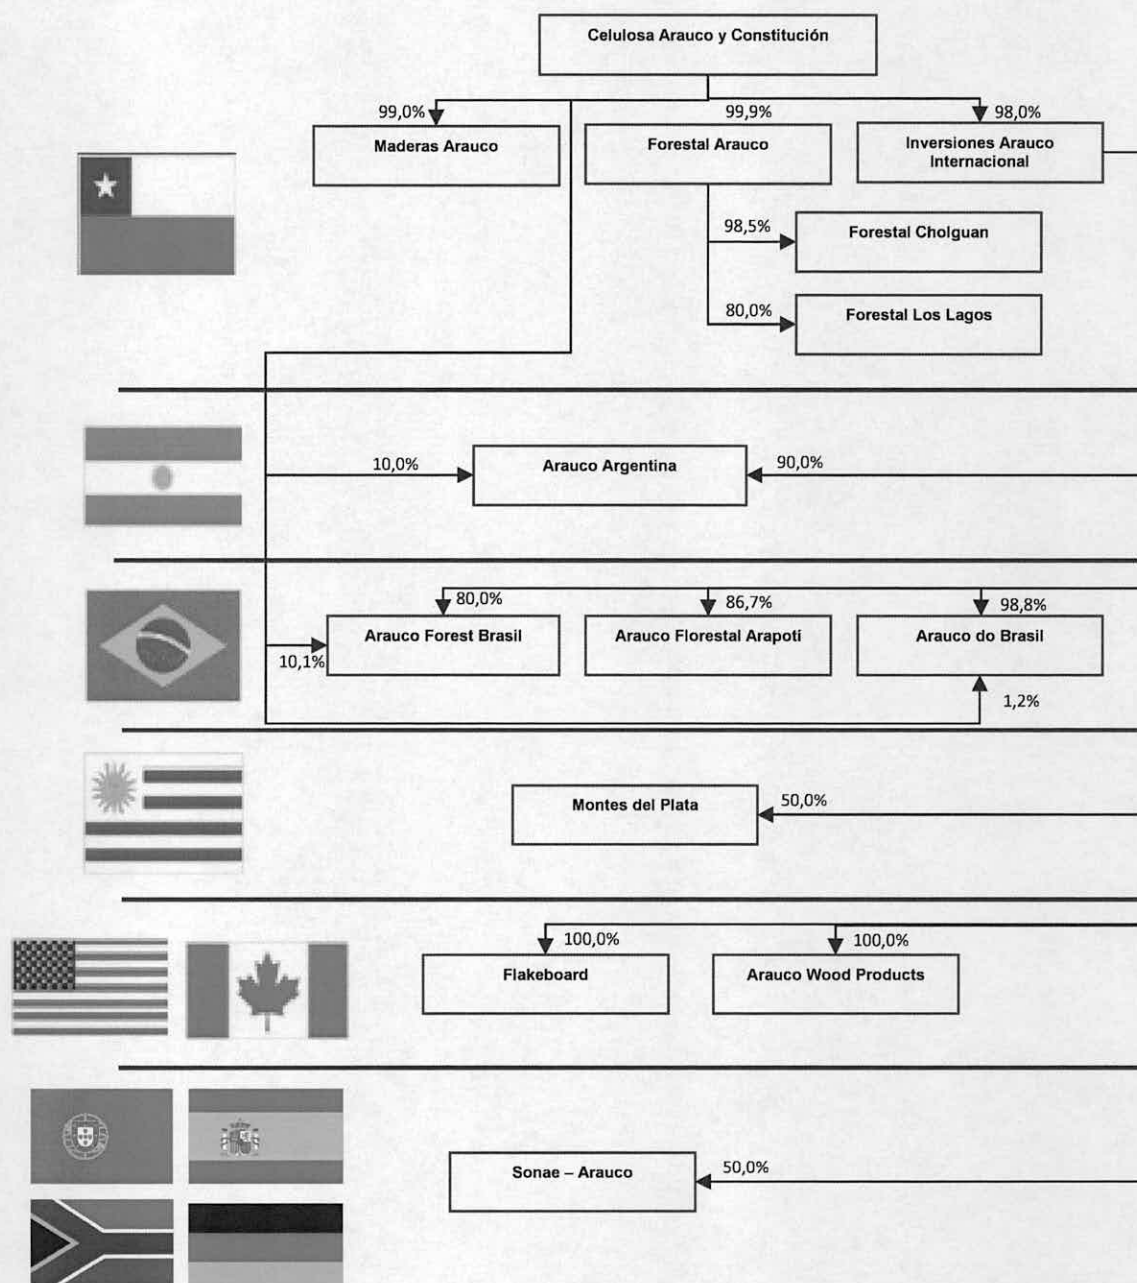 Celulosa Arauco y Constitución
99,0%
99,9%
98,0%
Maderas Arauco
Forestal Arauco
Inversiones Arauco
Internacional
98,5%
Forestal Cholguan
80,0%
Forestal Los Lagos
10,0%
Arauco Argentina
90,0%
80,0%
86,7%
98,8%
Arauco Forest Brasil
Arauco Florestal Arapoti
Arauco do Brasil
10,1%
1,2%
Montes del Plata
50,0%
100,0%
100,0%
Flakeboard
Arauco Wood Products
Sonae – Arauco
50,0%